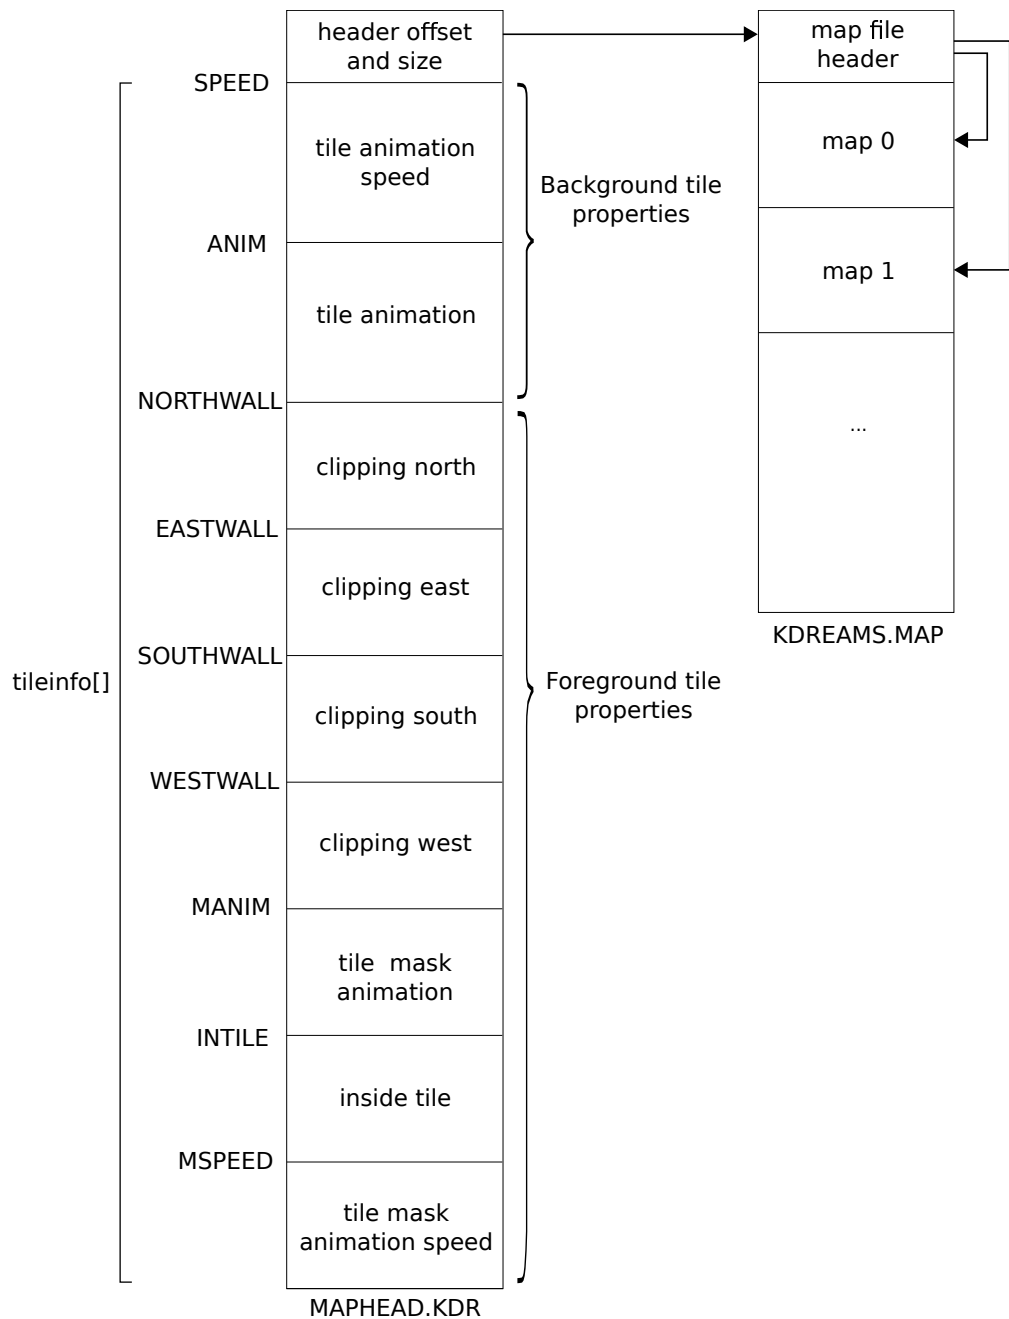 header offset
and size
map file
header
SPEED
tile animation
speed
map 0
Background tile
properties
ANIM
map 1
tile animation
NORTHWALL
...
clipping north
EASTWALL
clipping east
KDREAMS.MAP
SOUTHWALL
tileinfo[]
Foreground tile
properties
clipping south
WESTWALL
clipping west
MANIM
tile mask
animation
INTILE
inside tile
MSPEED
tile mask
animation speed
MAPHEAD.KDR